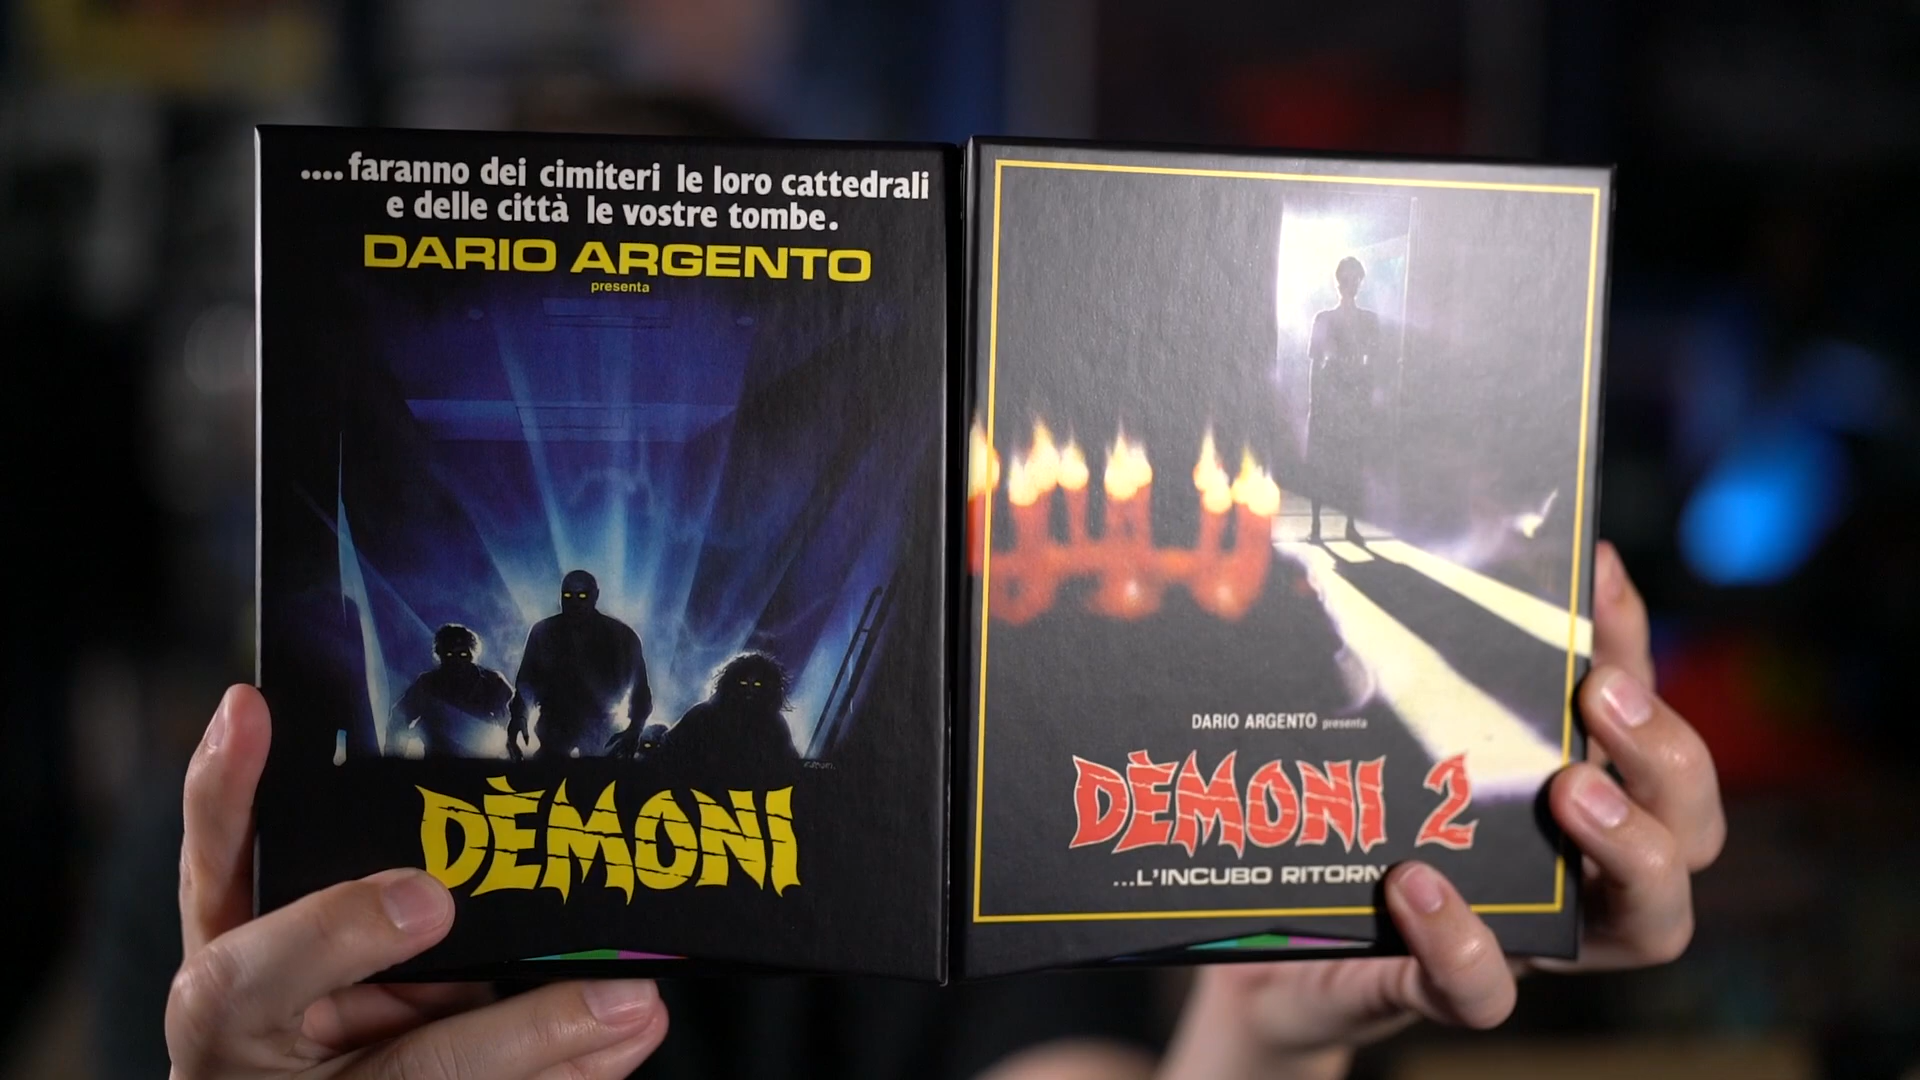 ....faranno dei cimiteri le loro cattedrali
e delle città le vostre tombe.
DARIO ARGENTO
presenta
DÈMONI
DARIO ARGENTO presenta
DÈMONI 2
...L'INCUBO RITORN